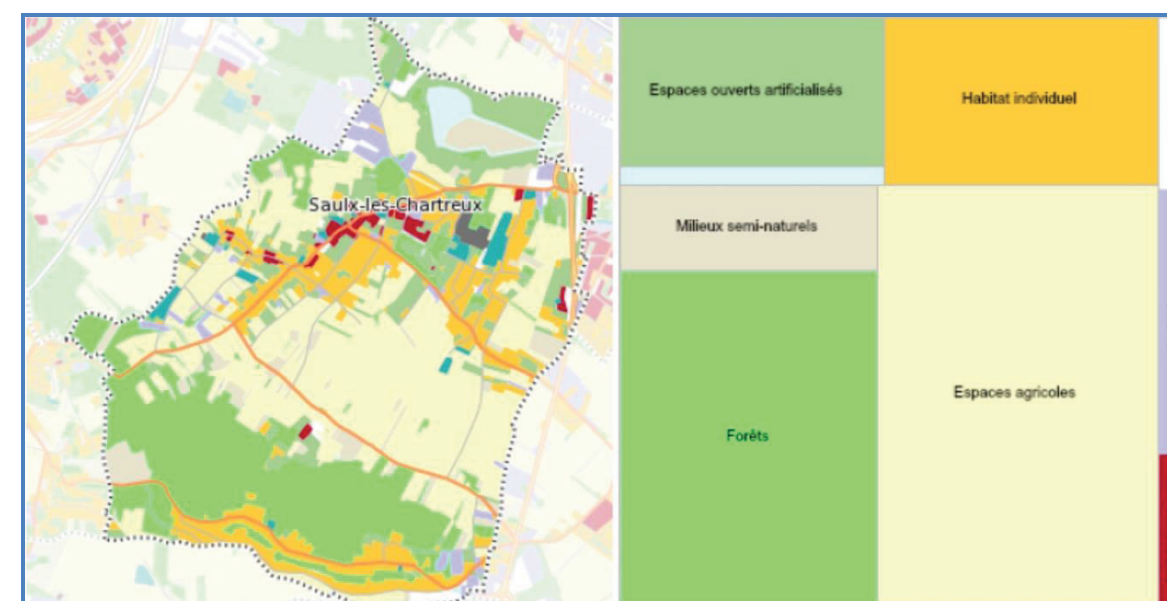 Saulx-les-Chartreux
Espaces ouverts artificialisés
Habitat individuel
Milieux semi-naturels
Forêts
Espaces agricoles